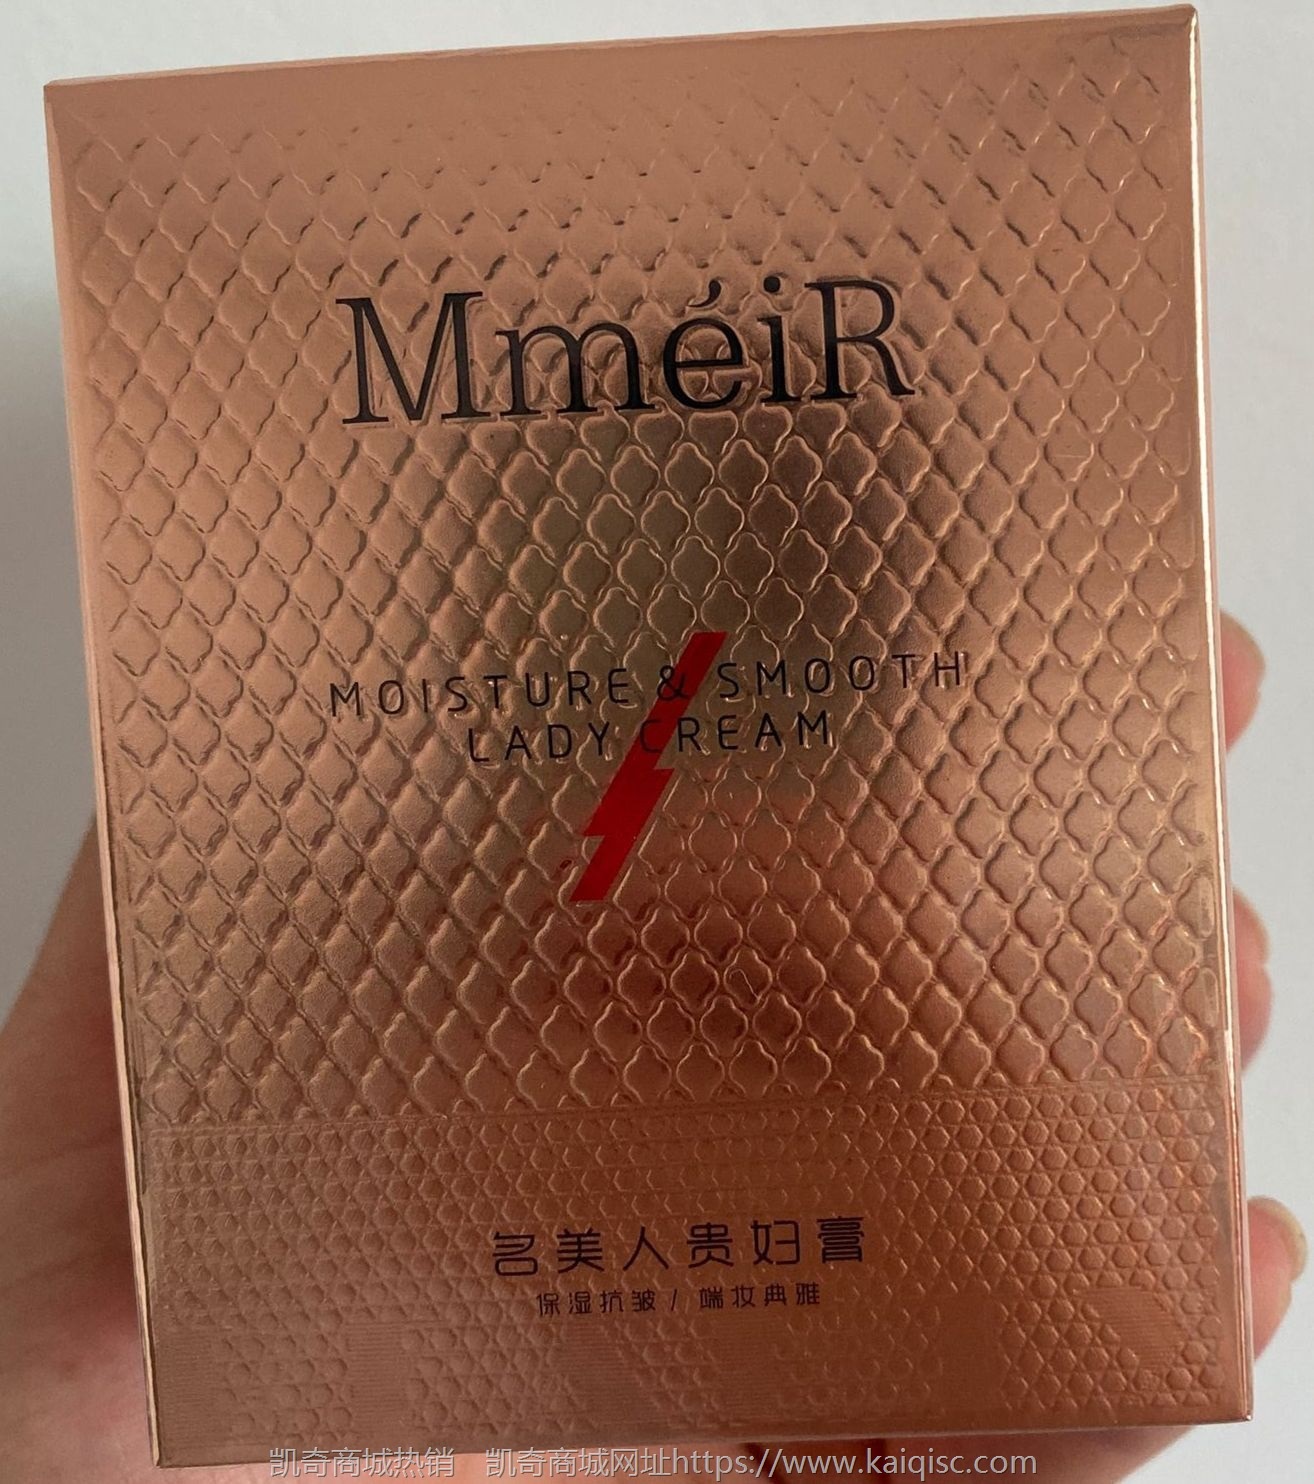 MméiR
MOISTURE & SMOOTH
LADY CREAM
名美人贵妇膏
保湿抗皱 / 端妆典雅
凯奇商城热销 凯奇商城网址https://www.kaiqisc.com